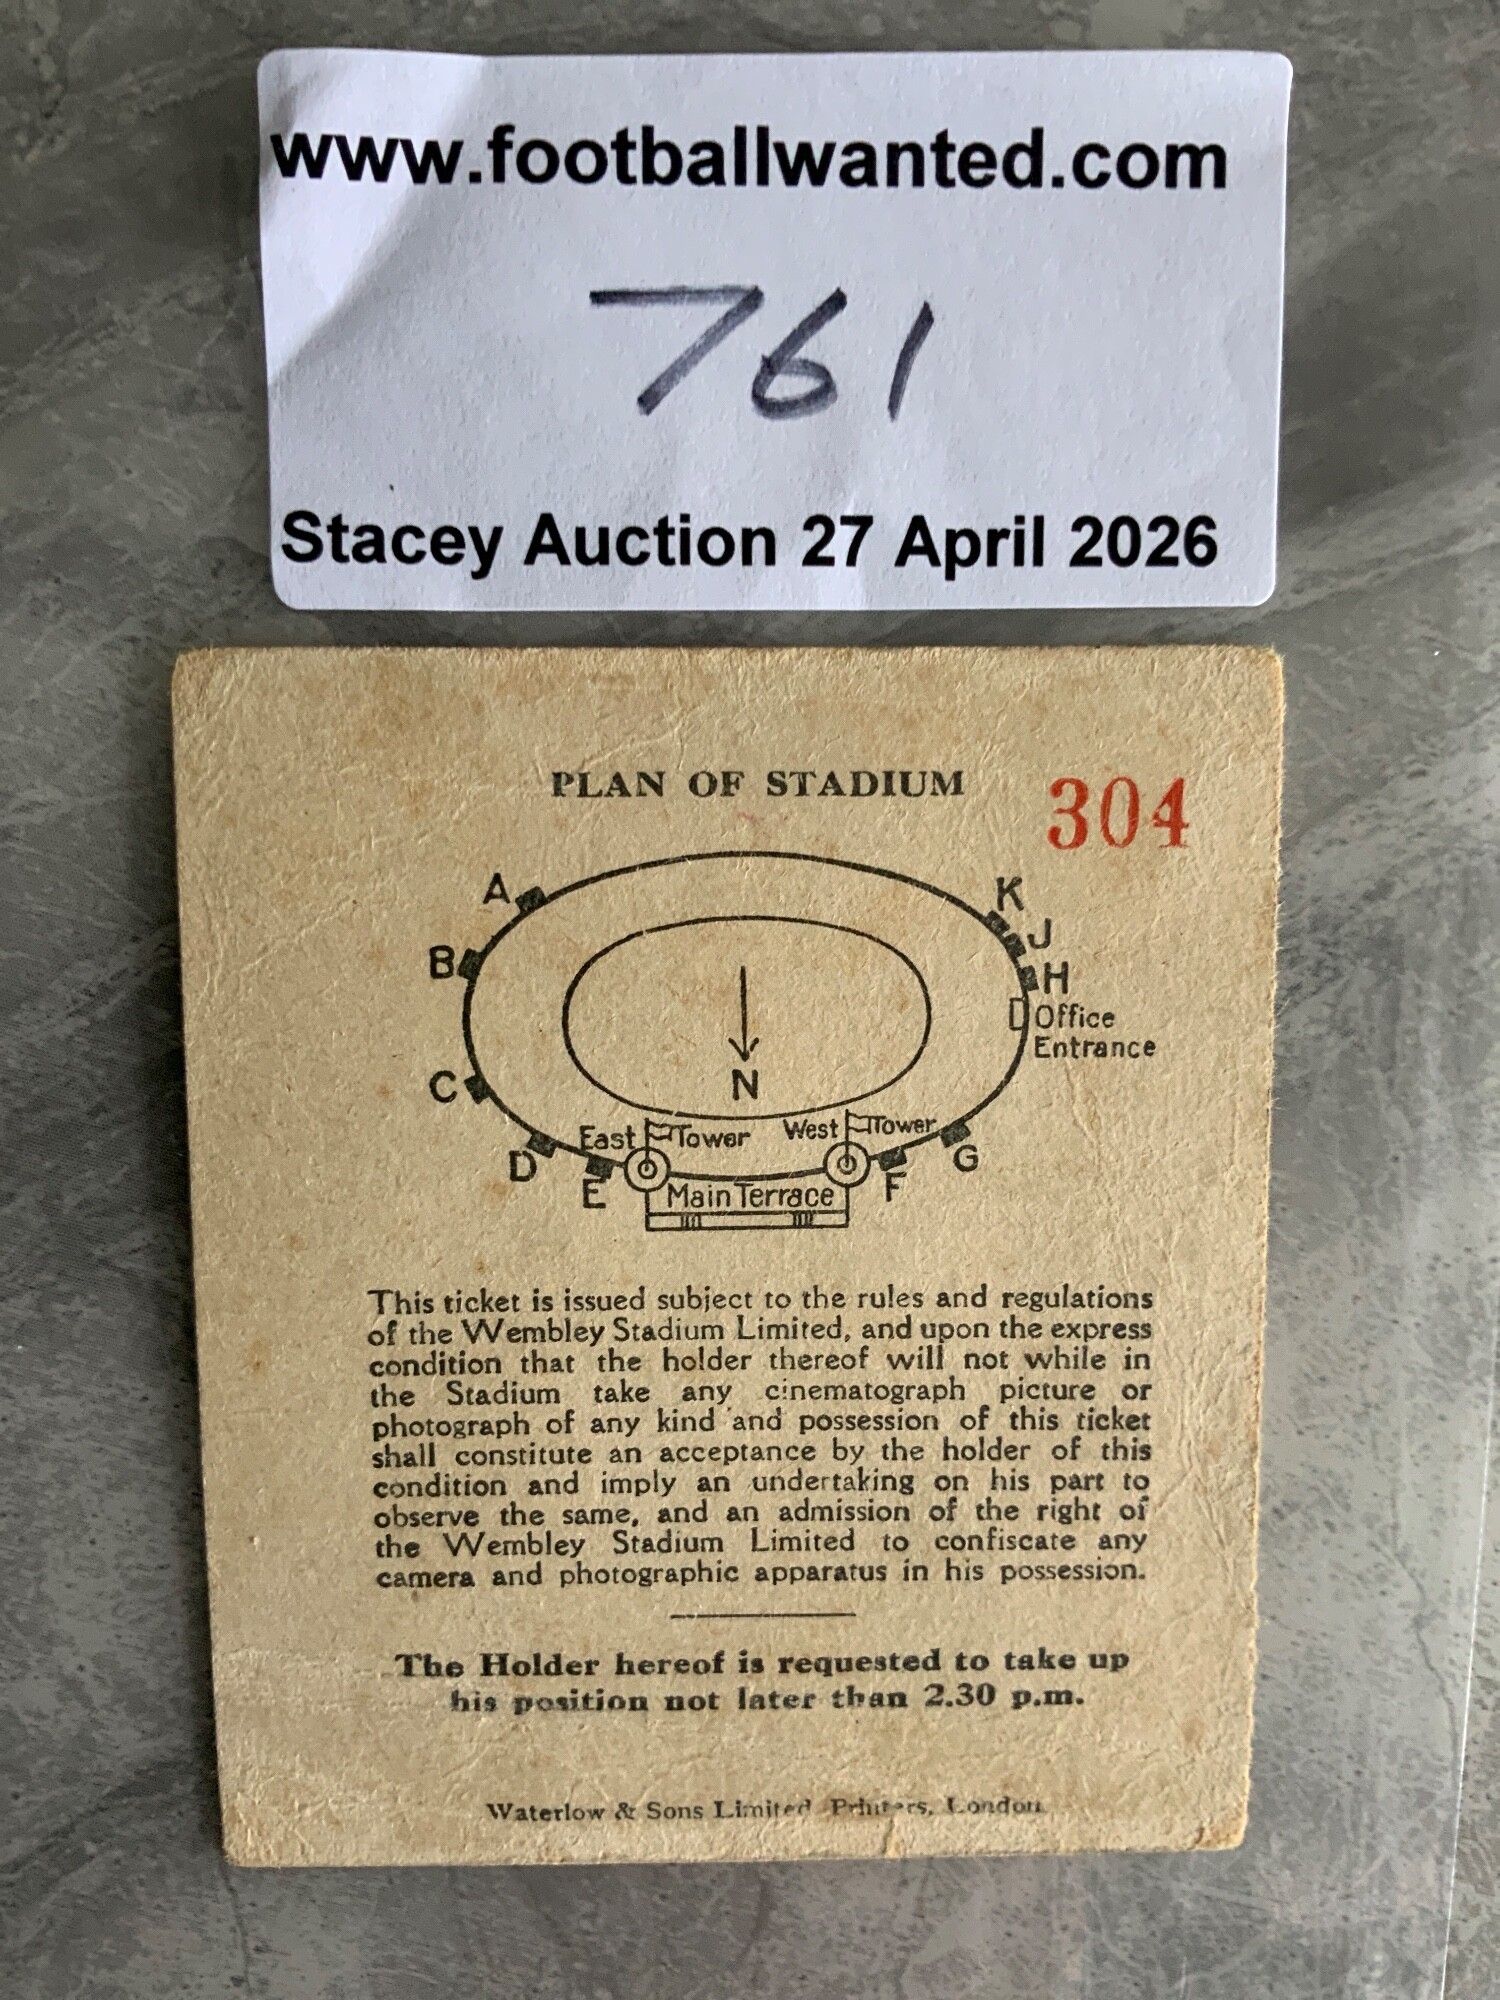 www.footballwanted.com
761
Stacey Auction 27 April 2026
PLAN OF STADIUM
304
A
K
B
J
H
Office
Entrance
C
N
East Tower
West Tower
D
E
F
G
Main Terrace
This ticket is issued subject to the rules and regulations
of the Wembley Stadium Limited, and upon the express
condition that the holder thereof will not while in
the Stadium take any cinematograph picture or
photograph of any kind and possession of this ticket
shall constitute an acceptance by the holder of this
condition and imply an undertaking on his part to
observe the same, and an admission of the right of
the Wembley Stadium Limited to confiscate any
camera and photographic apparatus in his possession.
The Holder hereof is requested to take up
his position not later than 2.30 p.m.
Waterlow & Sons Limited Printers, London